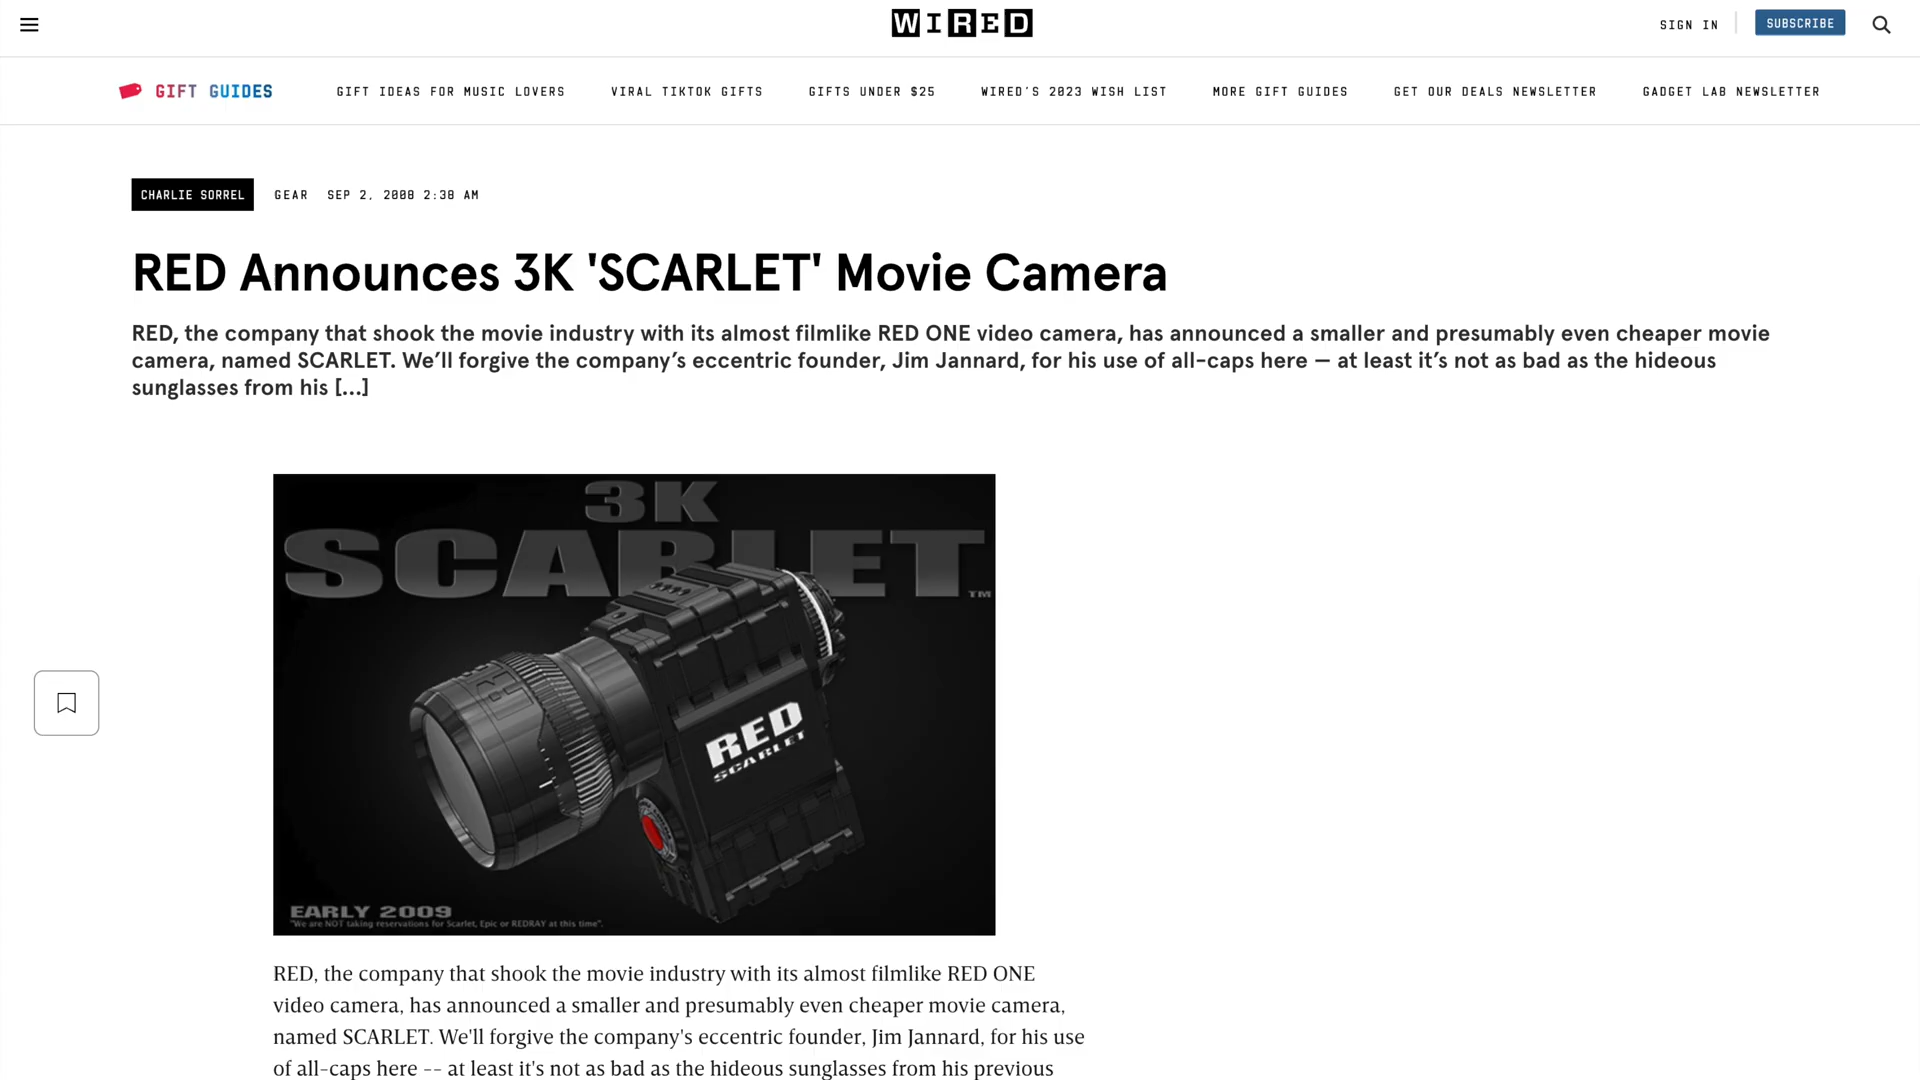 WIRED
SIGN IN
SUBSCRIBE
GIFT GUIDES
GIFT IDEAS FOR MUSIC LOVERS
VIRAL TIKTOK GIFTS
GIFTS UNDER $25
WIRED'S 2023 WISH LIST
MORE GIFT GUIDES
GET OUR DEALS NEWSLETTER
GADGET LAB NEWSLETTER
CHARLIE SORREL
GEAR
SEP 2, 2008 2:38 AM
RED Announces 3K 'SCARLET' Movie Camera
RED, the company that shook the movie industry with its almost filmlike RED ONE video camera, has announced a smaller and presumably even cheaper movie
camera, named SCARLET. We’ll forgive the company’s eccentric founder, Jim Jannard, for his use of all-caps here — at least it’s not as bad as the hideous
sunglasses from his [...]
3K
SCARLET™
RED
SCARLET
EARLY 2009
"We are NOT taking reservations for Scarlet, Epic or REDRAY at this time".
RED, the company that shook the movie industry with its almost filmlike RED ONE
video camera, has announced a smaller and presumably even cheaper movie camera,
named SCARLET. We'll forgive the company's eccentric founder, Jim Jannard, for his use
of all-caps here -- at least it's not as bad as the hideous sunglasses from his previous